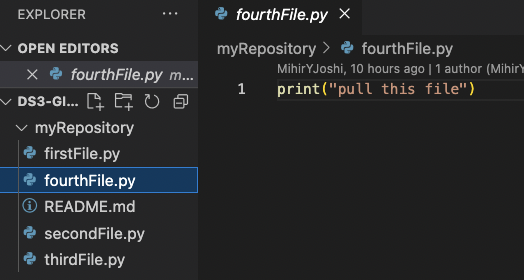 EXPLORER
...
OPEN EDITORS
fourthFile.py m...
DS3-GI...
myRepository
firstFile.py
fourthFile.py
README.md
secondFile.py
thirdFile.py
fourthFile.py
myRepository > fourthFile.py
MihirYJoshi, 10 hours ago | 1 author (MihirY
1 print("pull this file")